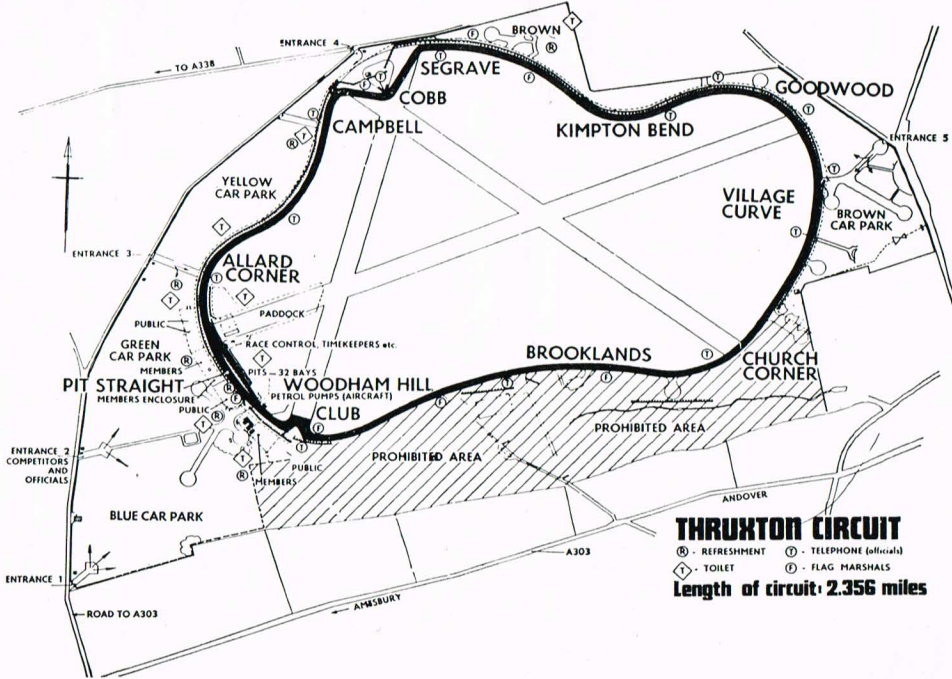 ENTRANCE 4
BROWN
TO A338
SEGRAVE
COBB
GOODWOOD
CAMPBELL
KIMPTON BEND
ENTRANCE 5
YELLOW
CAR PARK
VILLAGE
CURVE
BROWN
CAR PARK
ENTRANCE 3
ALLARD
CORNER
PADDOCK
PUBLIC
RACE CONTROL, TIMEKEEPERS etc.
GREEN
CAR PARK
MEMBERS
BROOKLANDS
CHURCH
CORNER
PITS - 32 BAYS
PIT STRAIGHT
WOODHAM HILL
MEMBERS ENCLOSURE
PETROL PUMPS (AIRCRAFT)
PUBLIC
CLUB
PROHIBITED AREA
PROHIBITED AREA
ENTRANCE 2
COMPETITORS
AND
OFFICIALS
PUBLIC
MEMBERS
ANDOVER
BLUE CAR PARK
THRUXTON CIRCUIT
R - REFRESHMENT
T - TELEPHONE (officials)
T - TOILET
F - FLAG MARSHALS
Length of circuit: 2.356 miles
A303
ENTRANCE 1
AMESBURY
ROAD TO A303